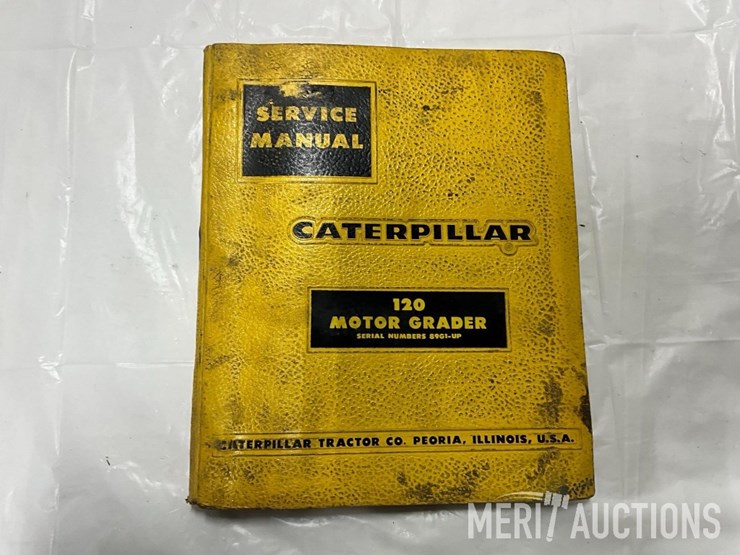 SERVICE
MANUAL
CATERPILLAR
120
MOTOR GRADER
SERIAL NUMBERS 89G1-UP
CATERPILLAR TRACTOR CO. PEORIA, ILLINOIS, U.S.A.
MERIT AUCTIONS